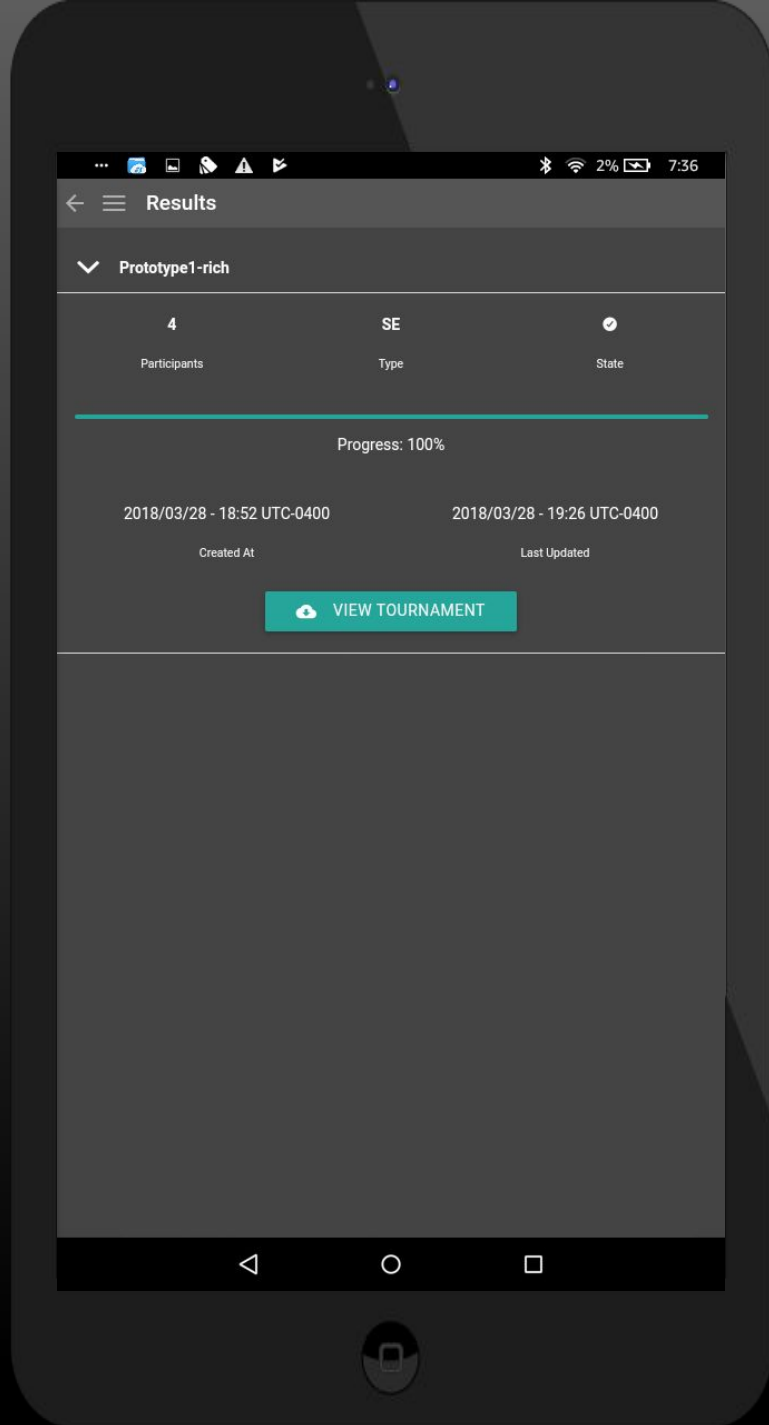 2% 7:36
Results
Prototype1-rich
4 SE
Participants Type State
Progress: 100%
2018/03/28 - 18:52 UTC-0400 2018/03/28 - 19:26 UTC-0400
Created At Last Updated
VIEW TOURNAMENT